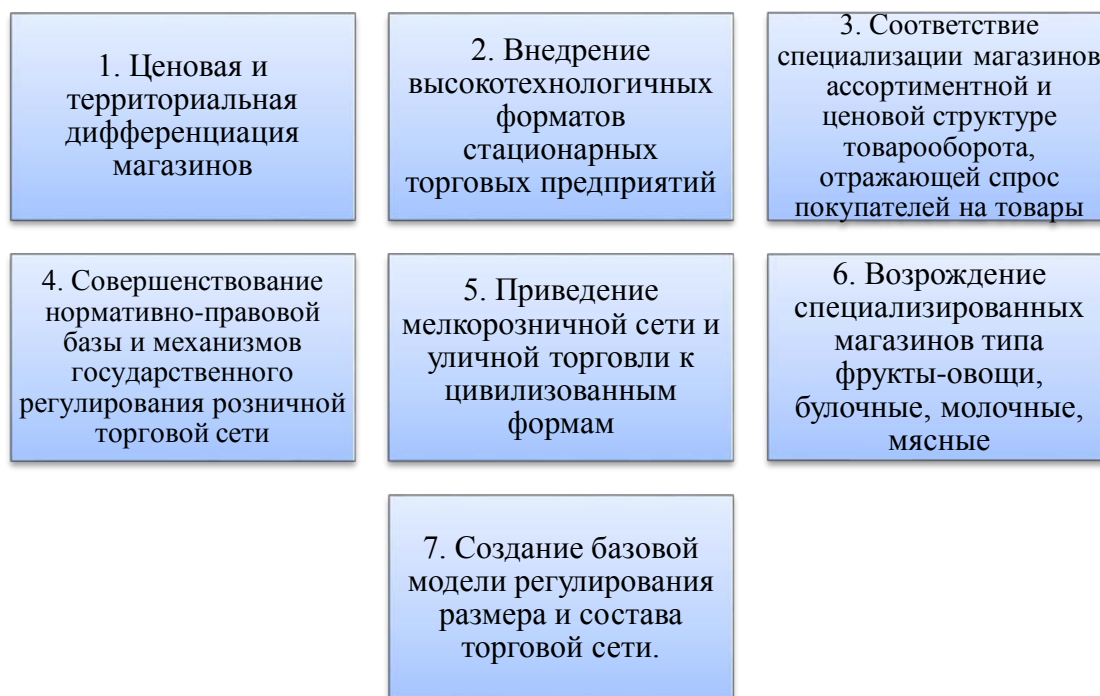 1. Ценовая и
территориальная
дифференциация
магазинов
2. Внедрение
высокотехнологичных
форматов
стационарных
торговых предприятий
3. Соответствие
специализации магазинов
ассортиментной и
ценовой структуре
товарооборота,
отражающей спрос
покупателей на товары
4. Совершенствование
нормативно-правовой
базы и механизмов
государственного
регулирования розничной
торговой сети
5. Приведение
мелкорозничной сети и
уличной торговли к
цивилизованным
формам
6. Возрождение
специализированных
магазинов типа
фрукты-овощи,
булочные, молочные,
мясные
7. Создание базовой
модели регулирования
размера и состава
торговой сети.